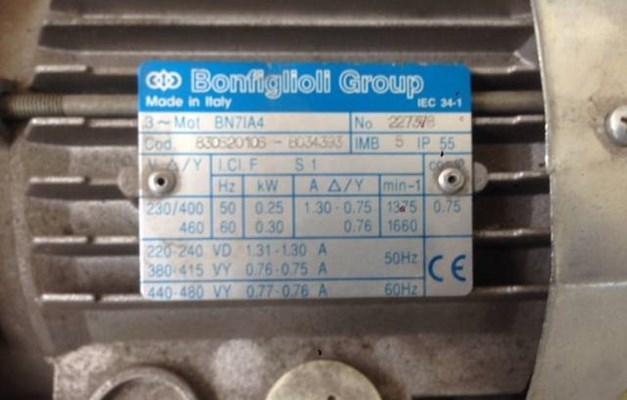 Bonfiglioli Group
Made in Italy IEC 34-1
3~Mot BN71A4 No 227378
Cod. 830620106 - 8034393 IMB 5 IP 55
V △/Y I.Cl. F S 1
Hz kW A △/Y min-1
230/400 50 0.25 1.30-0.75 1375 0.75
460 60 0.30 0.76 1660
220-240 VD 1.31-1.30 A 50Hz
380-415 VY 0.76-0.75 A
440-480 VY 0.77-0.76 A 60Hz
CE